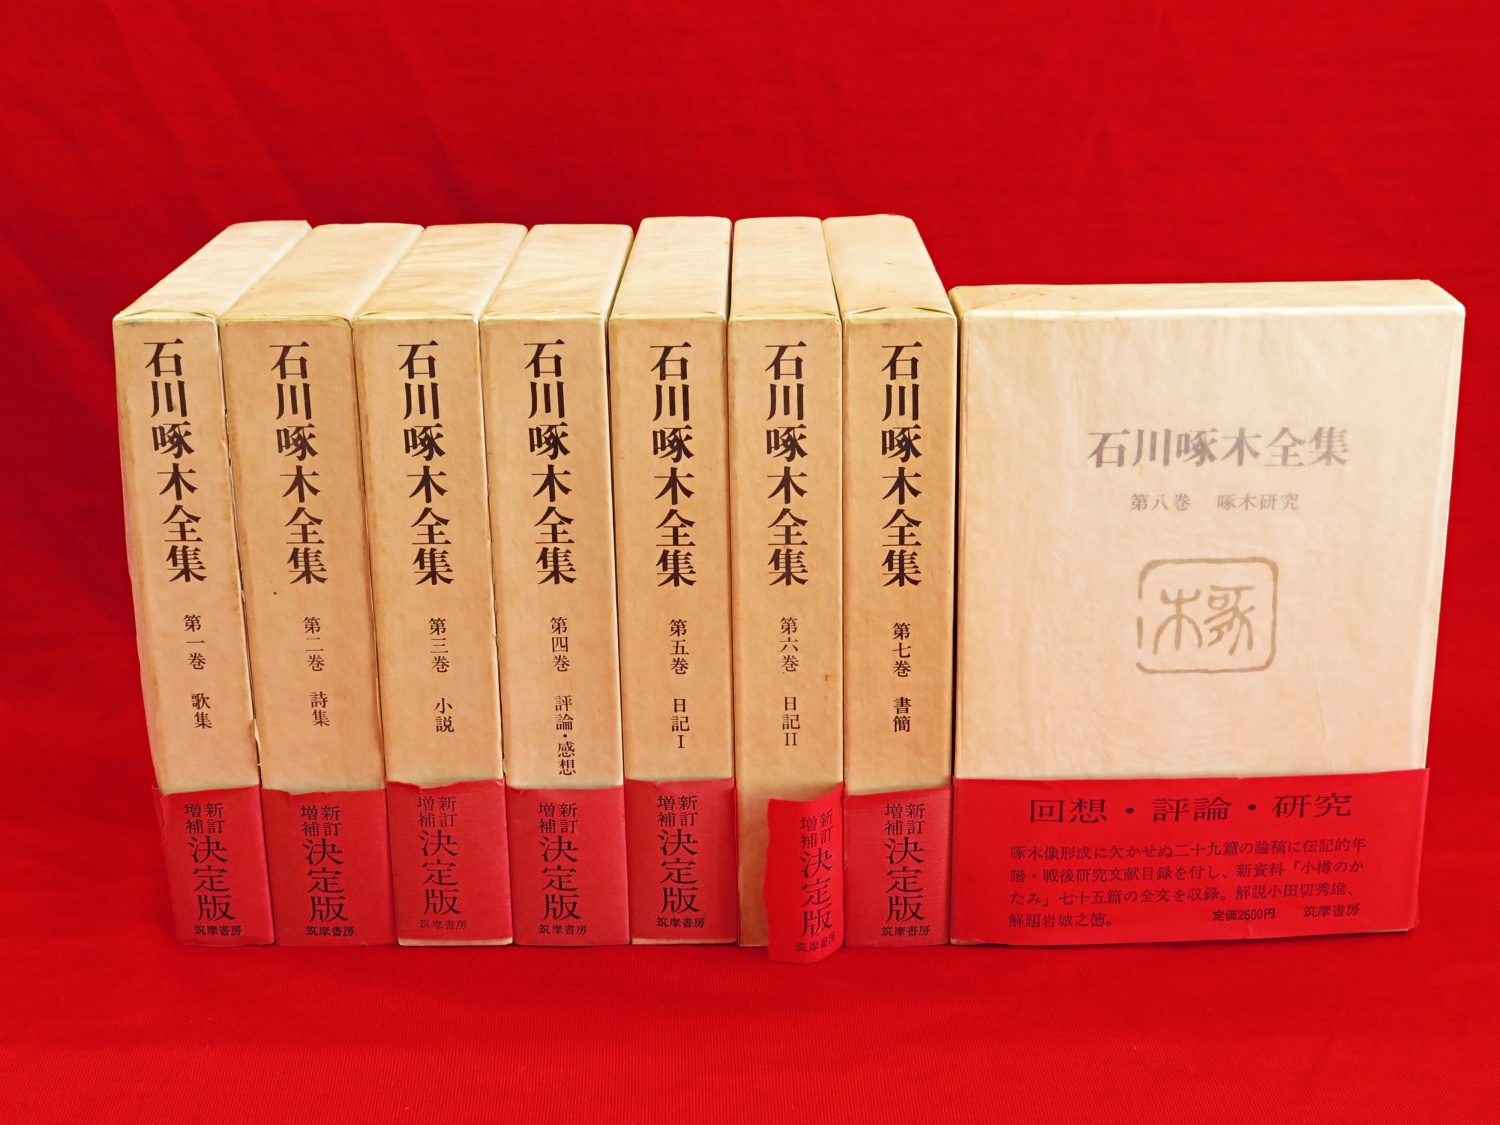 石川啄木全集
第一巻 歌集
新訂
増補
決定版
筑摩書房
石川啄木全集
第二巻 詩集
新訂
増補
決定版
筑摩書房
石川啄木全集
第三巻 小説
新訂
増補
決定版
筑摩書房
石川啄木全集
第四巻 評論・感想
新訂
増補
決定版
筑摩書房
石川啄木全集
第五巻 日記Ⅰ
新訂
増補
決定版
筑摩書房
石川啄木全集
第六巻 日記Ⅱ
新訂
増補
決定版
筑摩書房
石川啄木全集
第七巻 書簡
新訂
増補
決定版
筑摩書房
石川啄木全集
第八巻 啄木研究
啄木
回想・評論・研究
啄木像形成に欠かせぬ二十九篇の論稿に伝記的年
譜・戦後研究文献目録を付し、新資料「小樽のか
たみ」七十五篇の全文を収録。解説小田切秀雄、
解題岩城之徳。 定価2600円 筑摩書房